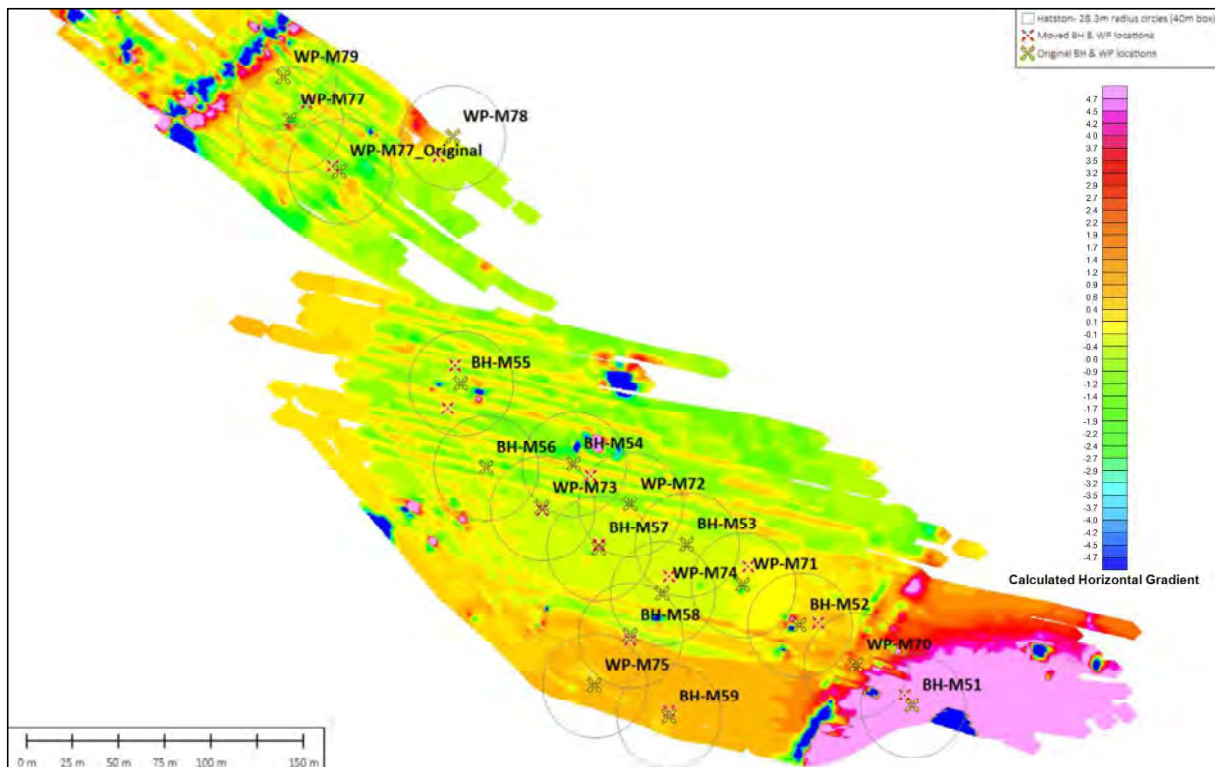 Hatston- 28.3m radius circles (40m box)
Moved BH & WP locations
Original BH & WP locations
WP-M79
WP-M77
WP-M78
WP-M77_Original
4.7
4.5
4.2
3.7
3.5
3.2
2.9
2.7
2.4
2.2
1.9
1.7
1.4
1.2
0.9
0.6
0.4
0.1
-0.1
-0.4
-0.6
-0.9
-1.2
-1.4
-1.7
-1.9
-2.2
-2.4
-2.7
-2.9
-3.2
-3.5
-3.7
-4.0
-4.2
-4.5
-4.7
Calculated Horizontal Gradient
BH-M55
BH-M54
BH-M56
WP-M73
WP-M72
BH-M57
BH-M53
WP-M74
WP-M71
BH-M58
BH-M52
WP-M70
WP-M75
BH-M59
BH-M51
0 m 25 m 50 m 75 m 100 m 150 m